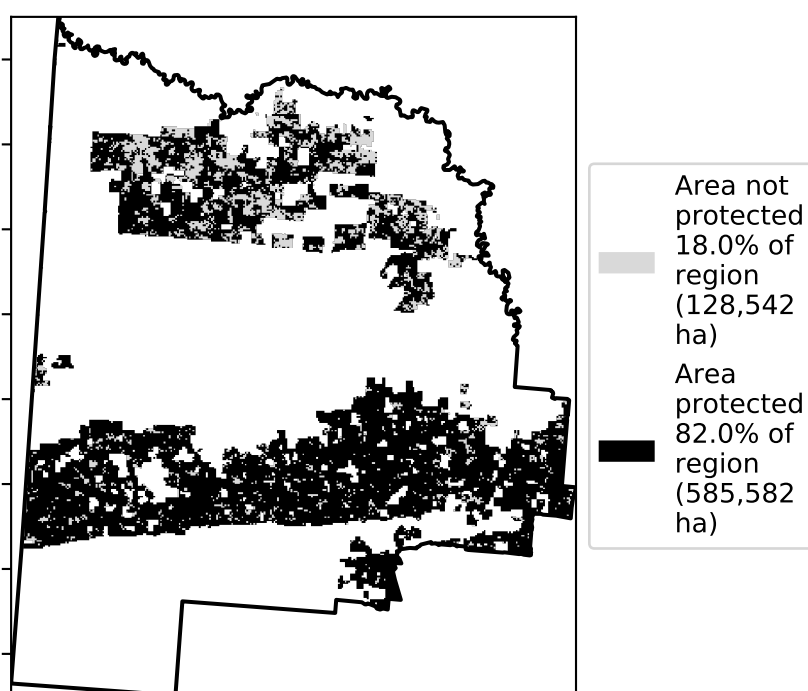 Area not
protected
18.0% of
region
(128,542
ha)
Area
protected
82.0% of
region
(585,582
ha)